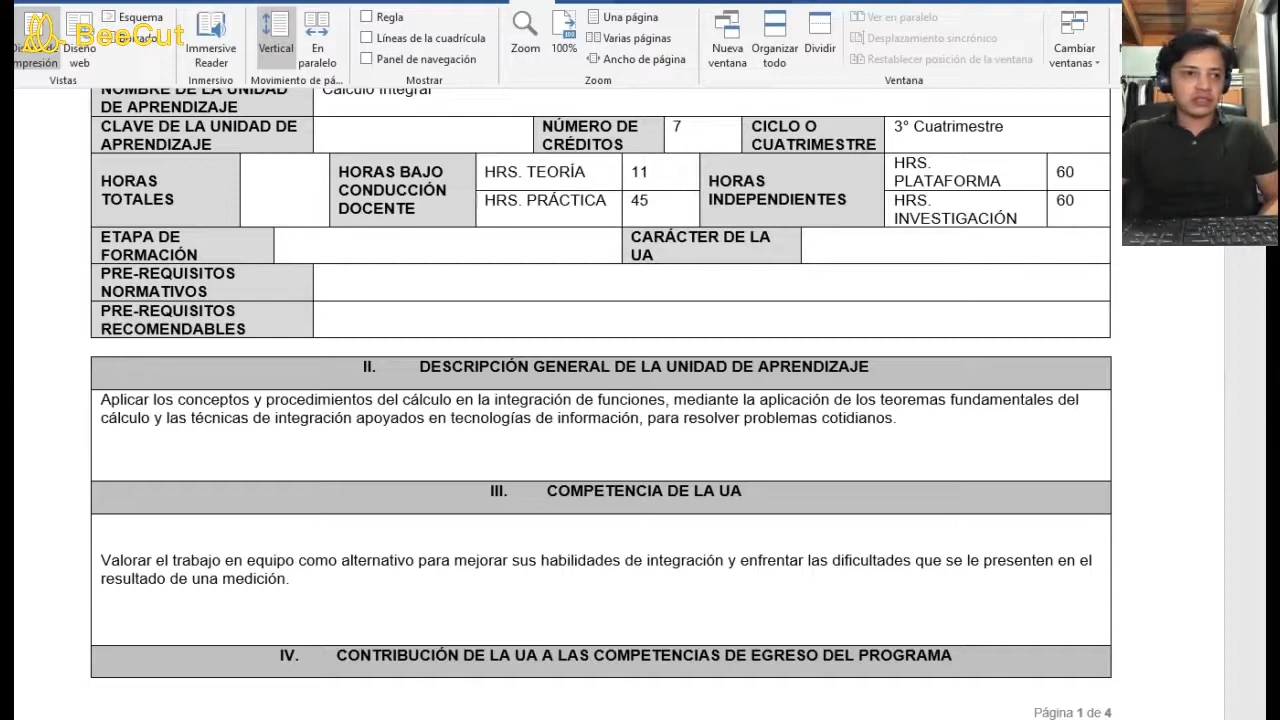 Esquema
BeeCut
Diseño
mpresión
web
Vistas
Immersive
Reader
Inmersivo
Vertical
En
paralelo
Movimiento de pá...
Regla
Líneas de la cuadrícula
Panel de navegación
Mostrar
Zoom
100%
Una página
Varias páginas
Ancho de página
Zoom
Nueva
ventana
Organizar
todo
Dividir
Ver en paralelo
Desplazamiento sincrónico
Restablecer posición de la ventana
Ventana
Cambiar
ventanas
NOMBRE DE LA UNIDAD
DE APRENDIZAJE
Cálculo Integral
CLAVE DE LA UNIDAD DE
APRENDIZAJE
NÚMERO DE
CRÉDITOS
7
CICLO O
CUATRIMESTRE
3° Cuatrimestre
HORAS
TOTALES
HORAS BAJO
CONDUCCIÓN
DOCENTE
HRS. TEORÍA
11
HRS. PRÁCTICA
45
HORAS
INDEPENDIENTES
HRS.
PLATAFORMA
60
HRS.
INVESTIGACIÓN
60
ETAPA DE
FORMACIÓN
CARÁCTER DE LA
UA
PRE-REQUISITOS
NORMATIVOS
PRE-REQUISITOS
RECOMENDABLES
II. DESCRIPCIÓN GENERAL DE LA UNIDAD DE APRENDIZAJE
Aplicar los conceptos y procedimientos del cálculo en la integración de funciones, mediante la aplicación de los teoremas fundamentales del
cálculo y las técnicas de integración apoyados en tecnologías de información, para resolver problemas cotidianos.
III. COMPETENCIA DE LA UA
Valorar el trabajo en equipo como alternativo para mejorar sus habilidades de integración y enfrentar las dificultades que se le presenten en el
resultado de una medición.
IV. CONTRIBUCIÓN DE LA UA A LAS COMPETENCIAS DE EGRESO DEL PROGRAMA
Página 1 de 4